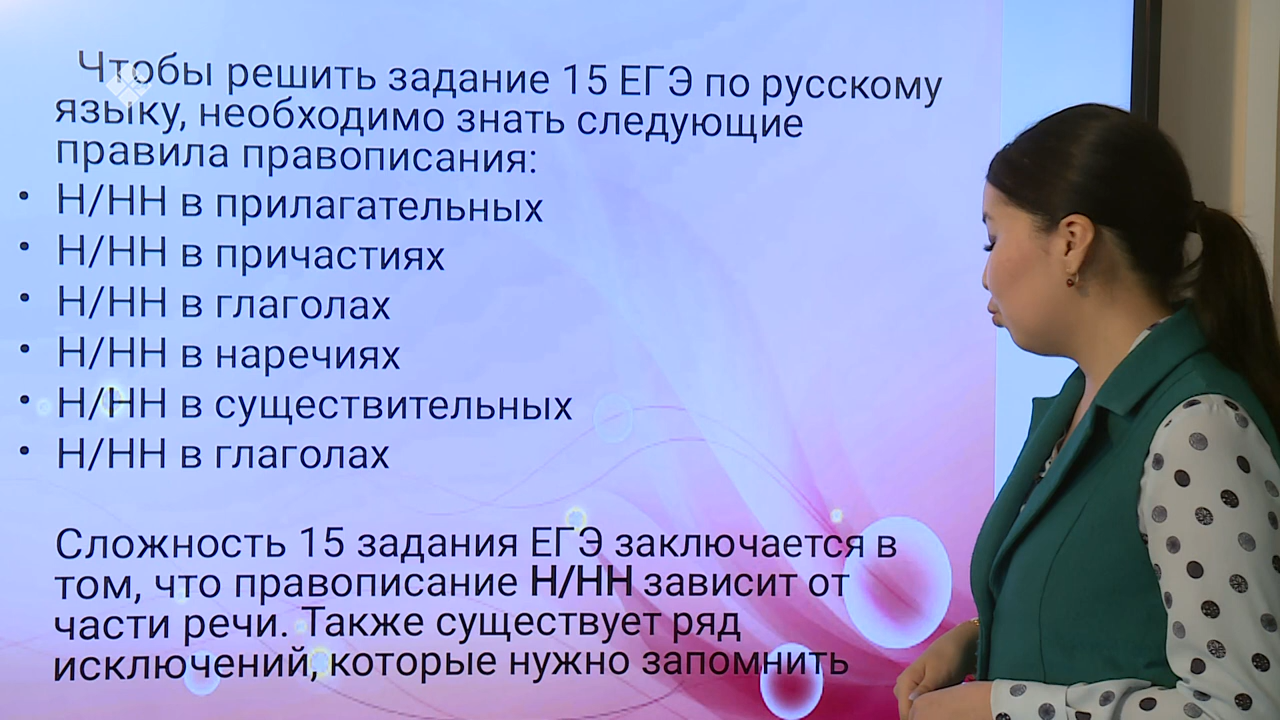 Чтобы решить задание 15 ЕГЭ по русскому
языку, необходимо знать следующие
правила правописания:
• Н/НН в прилагательных
• Н/НН в причастиях
• Н/НН в глаголах
• Н/НН в наречиях
• Н/НН в существительных
• Н/НН в глаголах
Сложность 15 задания ЕГЭ заключается в
том, что правописание Н/НН зависит от
части речи. Также существует ряд
исключений, которые нужно запомнить